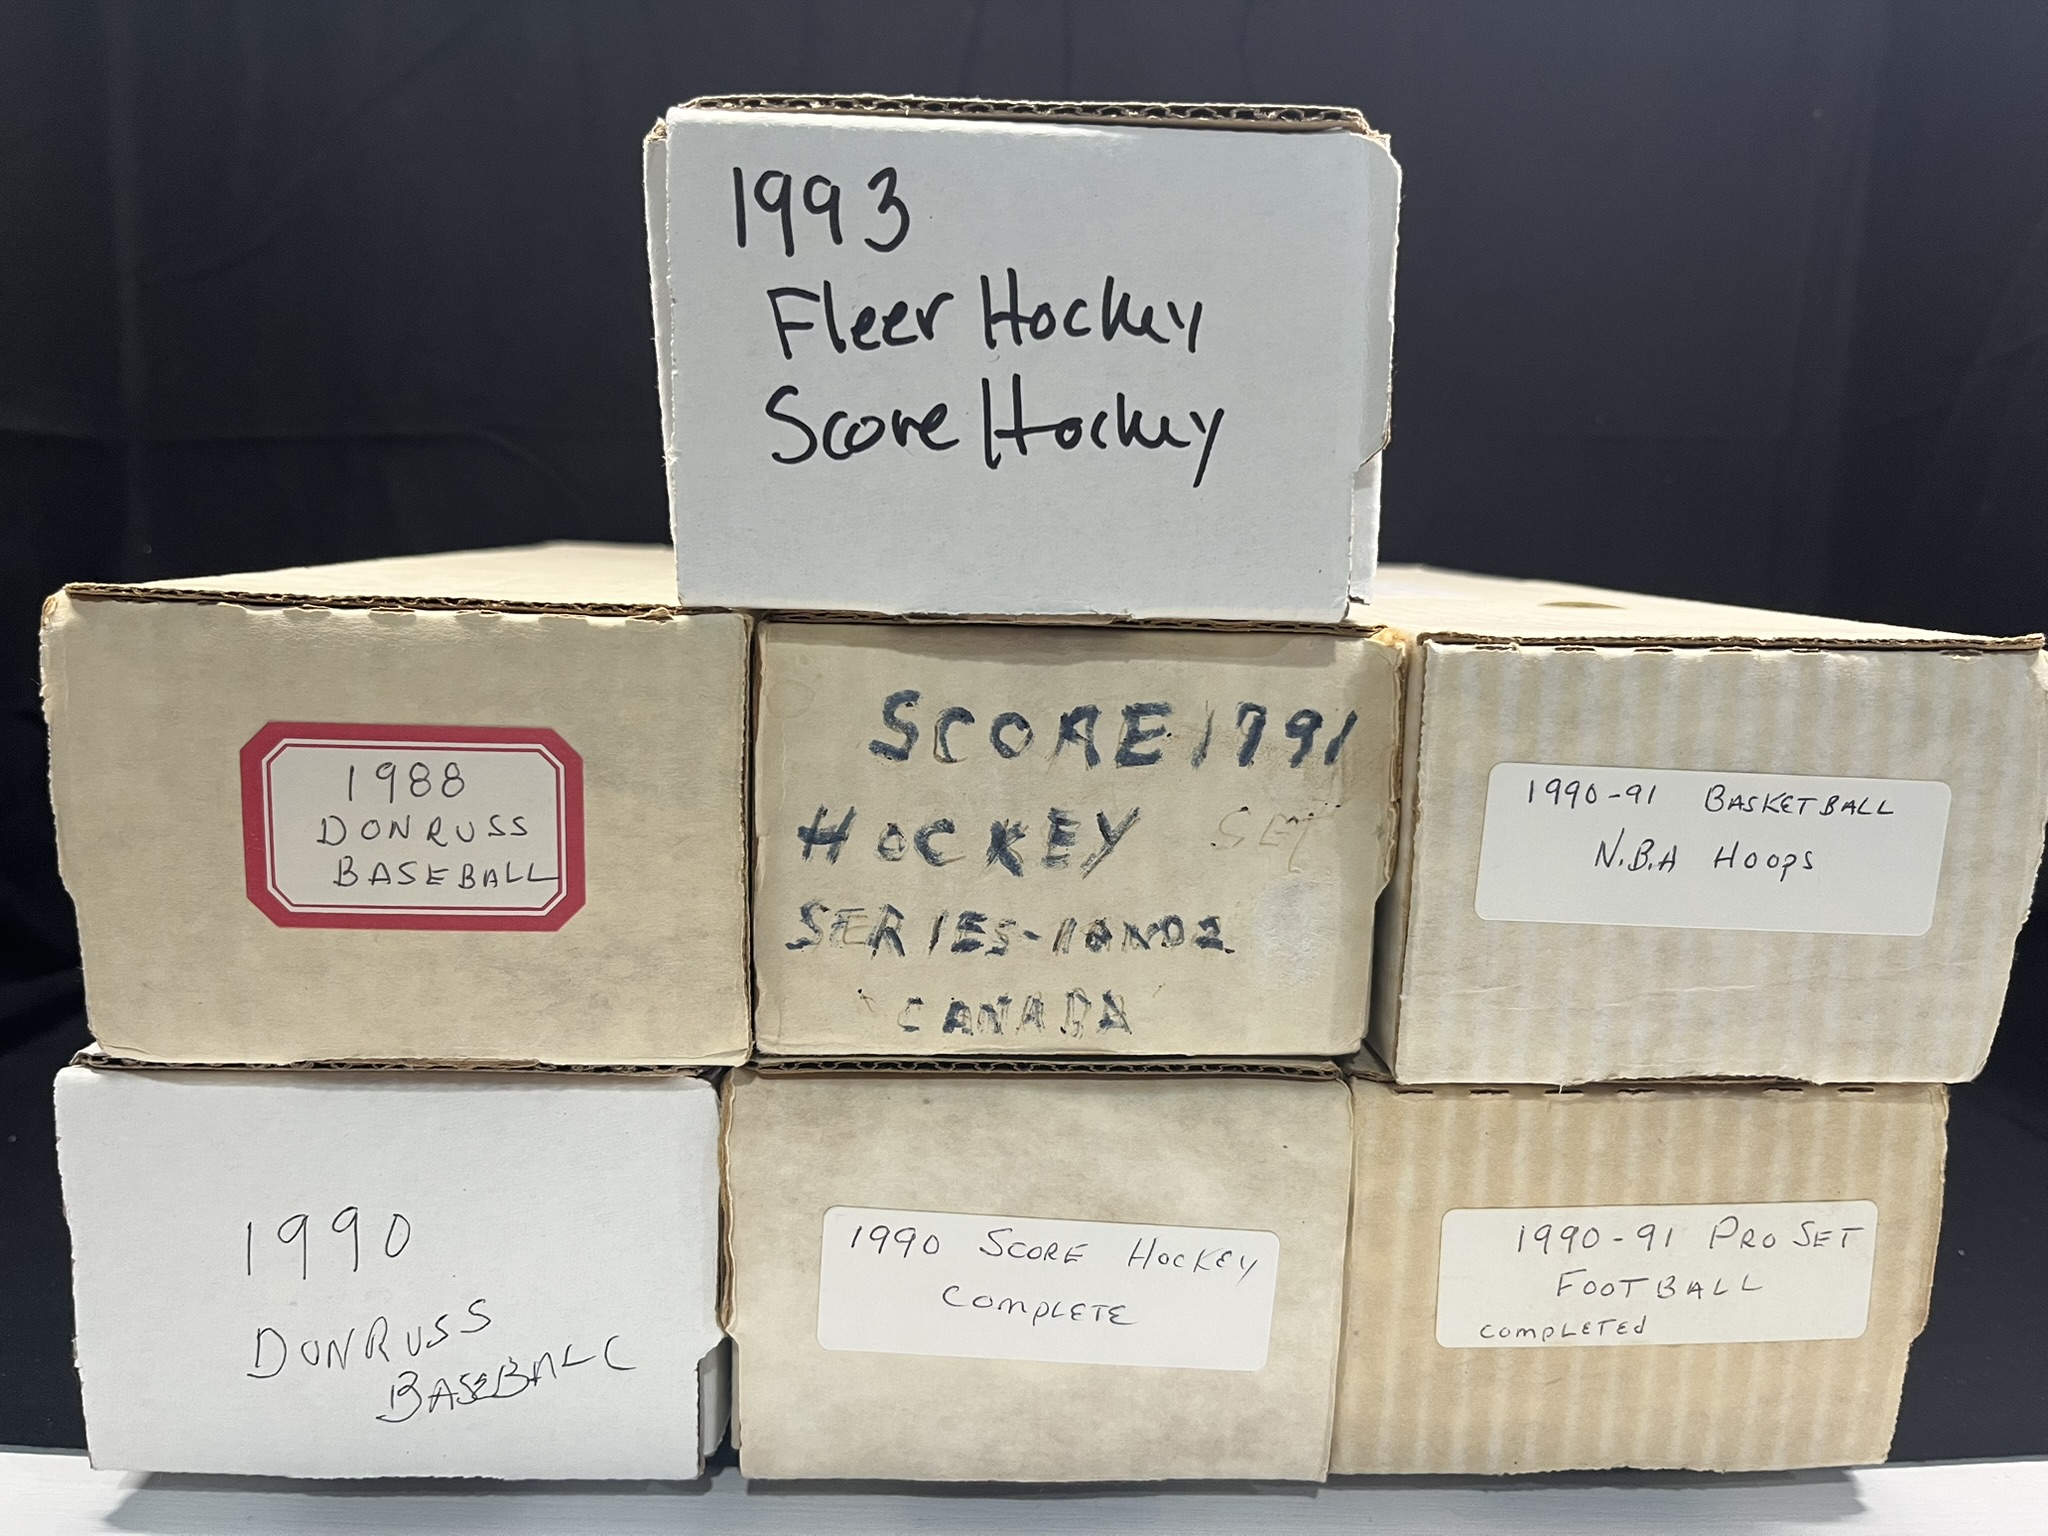 1993
Fleer Hockey
Score Hockey
1988
DONRUSS
BASEBALL
SCORE 1991
HOCKEY SET
SERIES-1 AND 2
CANADA
1990-91 BASKETBALL
N.B.A HOOPS
1990
DONRUSS
BASEBALL
1990 SCORE HOCKEY
COMPLETE
1990-91 PRO SET
FOOTBALL
COMPLETEd